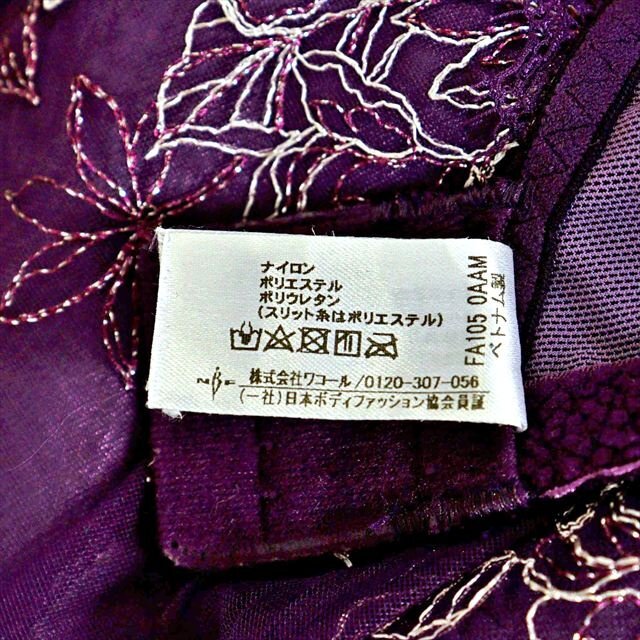 ナイロン
ポリエステル
ポリウレタン
(スリット糸はポリエステル)
NBF 株式会社ワコール/0120-307-056
(一社)日本ボディファッション協会員証
FA105 0AAM
ベトナム製